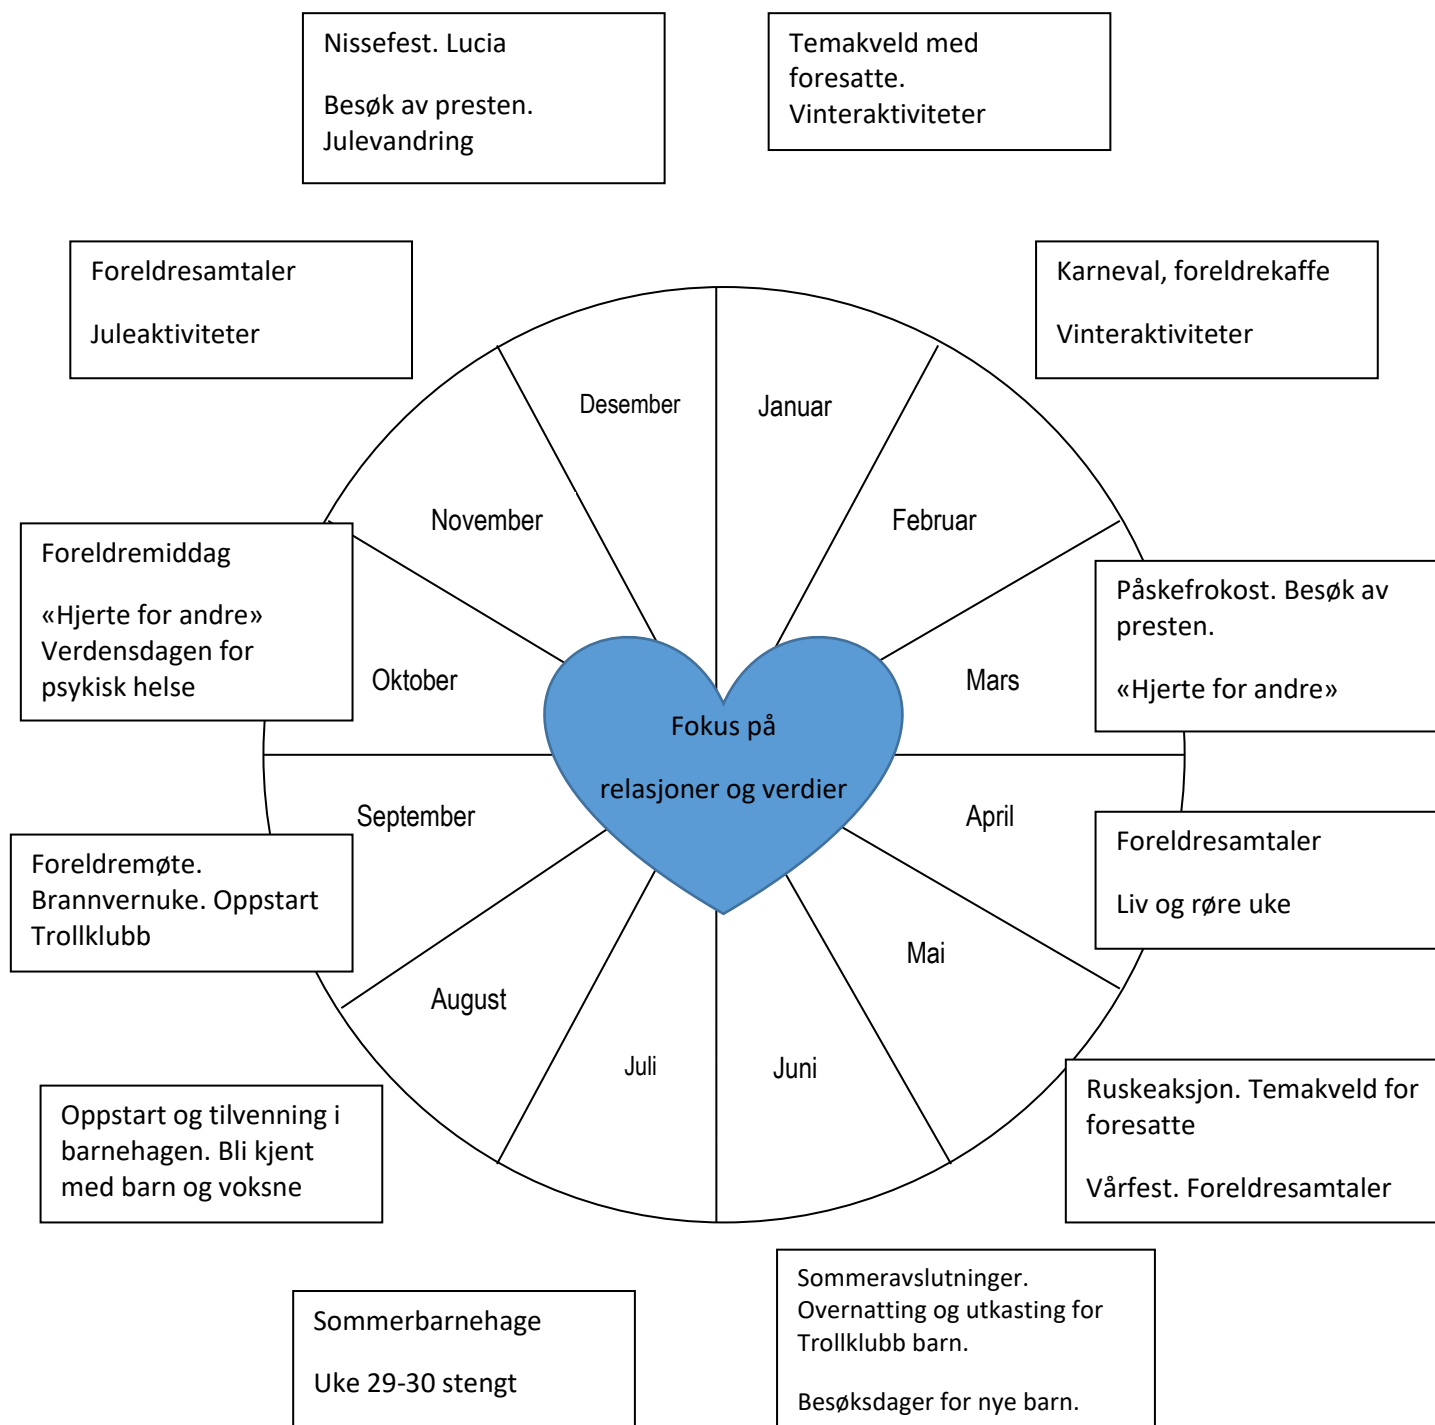 Nissefest. Lucia
Besøk av presten.
Julevandring
Temakveld med
foresatte.
Vinteraktiviteter
Foreldresamtaler
Juleaktiviteter
Karneval, foreldrekaffe
Vinteraktiviteter
Desember
Januar
November
Februar
Foreldremiddag
«Hjerte for andre»
Verdensdagen for
psykisk helse
Oktober
Mars
Påskefrokost. Besøk av
presten.
«Hjerte for andre»
Fokus på
relasjoner og verdier
September
April
Foreldremøte.
Brannvernuke. Oppstart
Trollklubb
Foreldresamtaler
Liv og røre uke
August
Mai
Juli
Juni
Oppstart og tilvenning i
barnehagen. Bli kjent
med barn og voksne
Ruskeaksjon. Temakveld for
foresatte
Vårfest. Foreldresamtaler
Sommerbarnehage
Uke 29-30 stengt
Sommeravslutninger.
Overnatting og utkasting for
Trollklubb barn.
Besøksdager for nye barn.